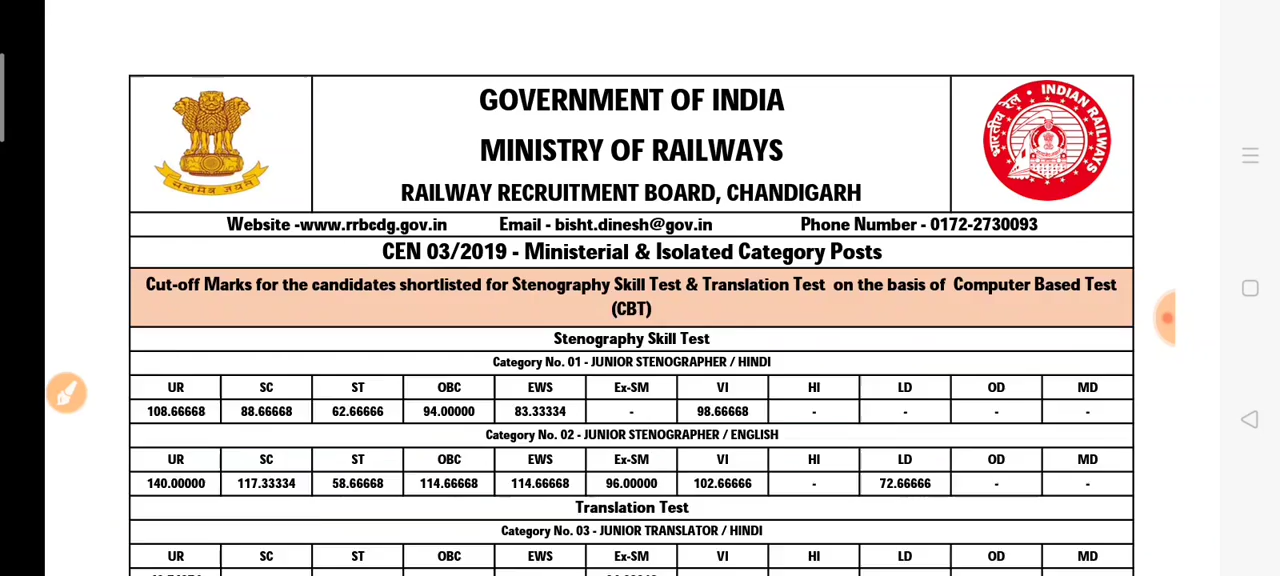 GOVERNMENT OF INDIA
MINISTRY OF RAILWAYS
RAILWAY RECRUITMENT BOARD, CHANDIGARH
सत्यमेव जयते
भारतीय रेल • INDIAN RAILWAYS
Website -www.rrbcdg.gov.in Email - bisht.dinesh@gov.in Phone Number - 0172-2730093
CEN 03/2019 - Ministerial & Isolated Category Posts
Cut-off Marks for the candidates shortlisted for Stenography Skill Test & Translation Test on the basis of Computer Based Test
(CBT)
Stenography Skill Test
Category No. 01 - JUNIOR STENOGRAPHER / HINDI
UR SC ST OBC EWS Ex-SM VI HI LD OD MD
108.66668 88.66668 62.66666 94.00000 83.33334 - 98.66668 - - - -
Category No. 02 - JUNIOR STENOGRAPHER / ENGLISH
UR SC ST OBC EWS Ex-SM VI HI LD OD MD
140.00000 117.33334 58.66668 114.66668 114.66668 96.00000 102.66666 - 72.66666 - -
Translation Test
Category No. 03 - JUNIOR TRANSLATOR / HINDI
UR SC ST OBC EWS Ex-SM VI HI LD OD MD